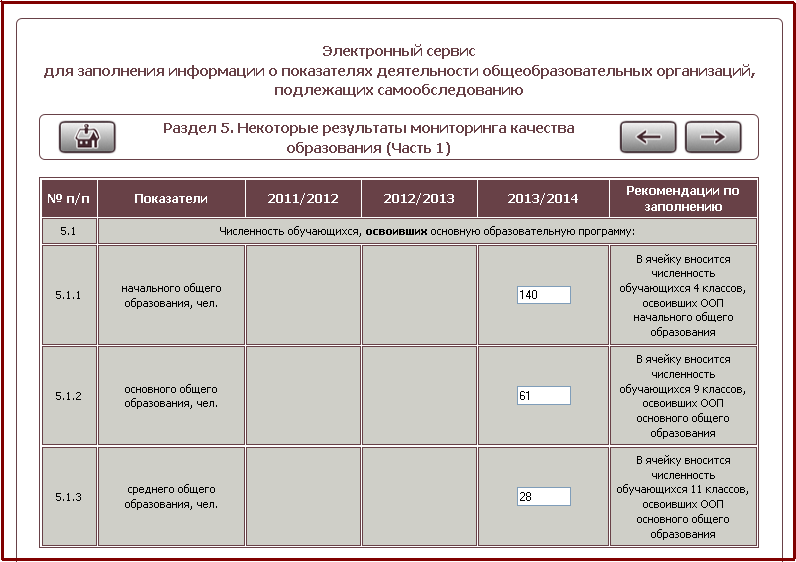 Электронный сервис
для заполнения информации о показателях деятельности общеобразовательных организаций,
подлежащих самообследованию
Раздел 5. Некоторые результаты мониторинга качества
образования (Часть 1)
№ п/п Показатели 2011/2012 2012/2013 2013/2014 Рекомендации по
заполнению
5.1 Численность обучающихся, освоивших основную образовательную программу:
5.1.1
начального общего
образования, чел.
140
В ячейку вносится
численность
обучающихся 4 классов,
освоивших ООП
начального общего
образования
5.1.2
основного общего
образования, чел.
61
В ячейку вносится
численность
обучающихся 9 классов,
освоивших ООП
основного общего
образования
5.1.3
среднего общего
образования, чел.
28
В ячейку вносится
численность
обучающихся 11 классов,
освоивших ООП
основного общего
образования